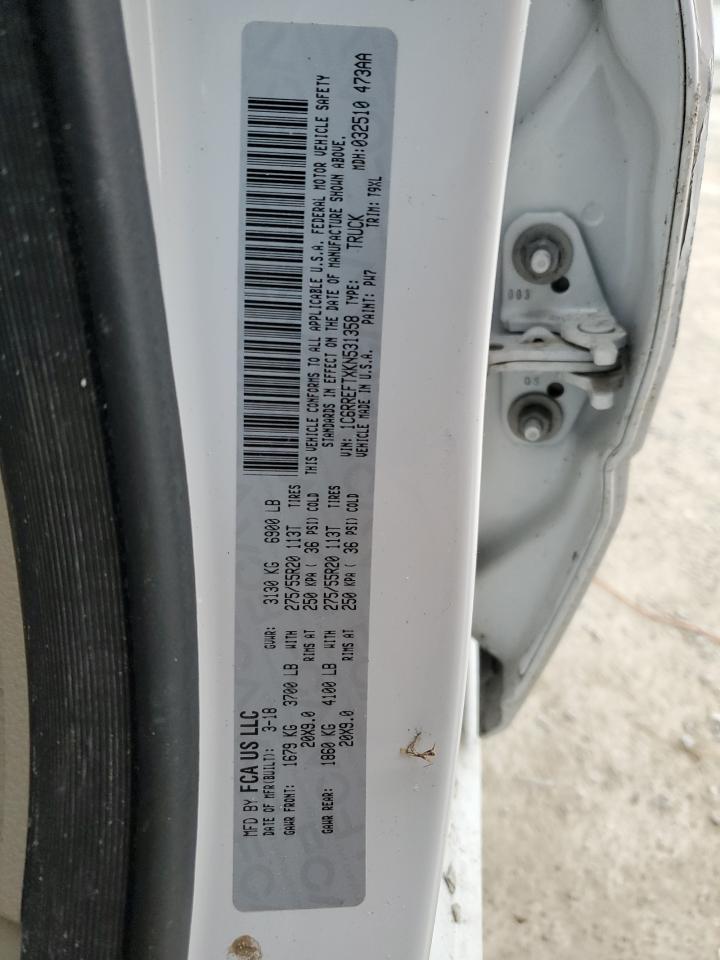 MFD BY FCA US LLC
DATE OF MFR(BUILT): 3-18 GVWR: 3130 KG 6900 LB
GAWR FRONT: 1679 KG 3700 LB WITH 275/55R20 113T TIRES
20X9.0 RIMS AT 250 KPA ( 36 PSI) COLD
GAWR REAR: 1860 KG 4100 LB WITH 275/55R20 113T TIRES
20X9.0 RIMS AT 250 KPA ( 36 PSI) COLD
THIS VEHICLE CONFORMS TO ALL APPLICABLE U.S.A. FEDERAL MOTOR VEHICLE SAFETY
STANDARDS IN EFFECT ON THE DATE OF MANUFACTURE SHOWN ABOVE.
VIN: 1C6RREFTXKN531358 TYPE: TRUCK MDH:032510 473AA
VEHICLE MADE IN U.S.A. PAINT: PW7 TRIM: T9XL
003